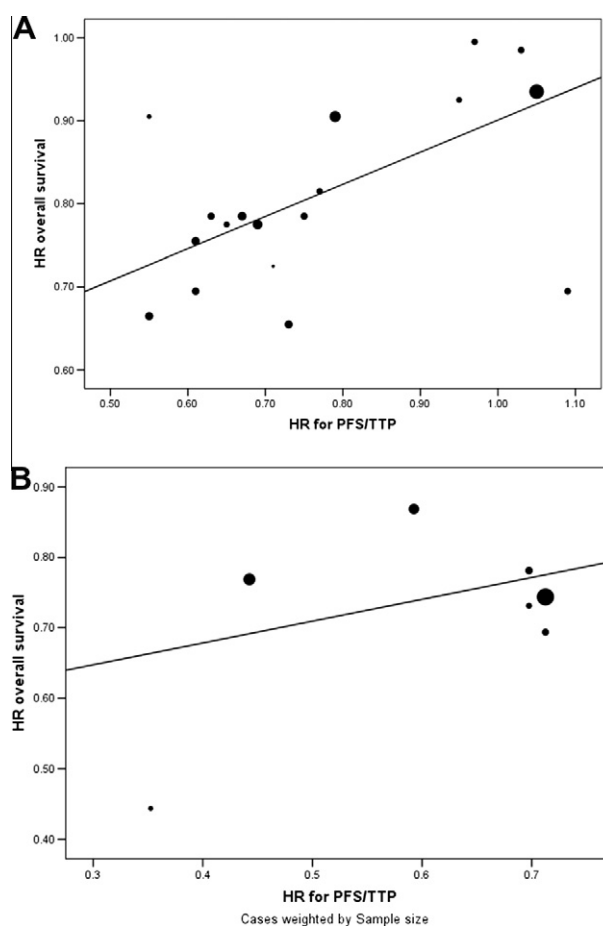 A
HR overall survival
1.00
0.90
0.80
0.70
0.60
0.50 0.60 0.70 0.80 0.90 1.00 1.10
HR for PFS/TTP
B
HR overall survival
0.90
0.80
0.70
0.60
0.50
0.40
0.3 0.4 0.5 0.6 0.7
HR for PFS/TTP
Cases weighted by Sample size